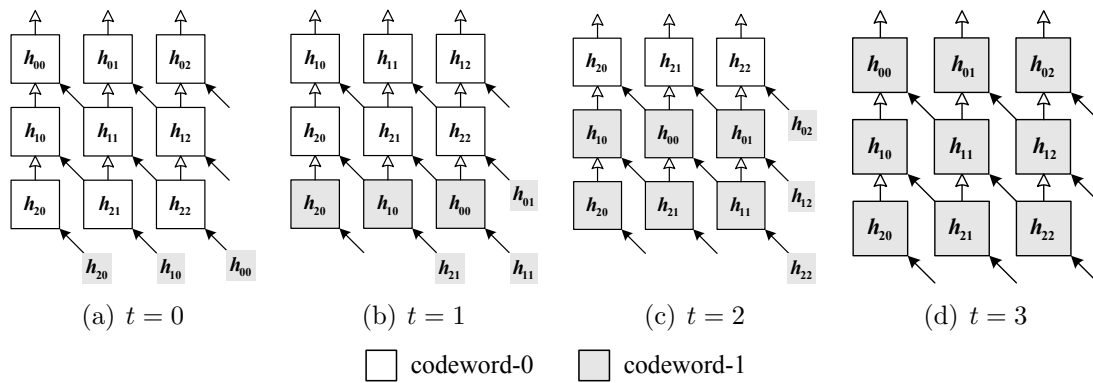 h00 h01 h02
h10 h11 h12
h20 h21 h22
h20 h10 h00
(a) t = 0
h10 h11 h12
h20 h21 h22
h20 h10 h00
h01
h21 h11
(b) t = 1
h20 h21 h22
h02
h10 h00 h01
h12
h20 h21 h11
h22
(c) t = 2
h00 h01 h02
h10 h11 h12
h20 h21 h22
(d) t = 3
codeword-0 codeword-1